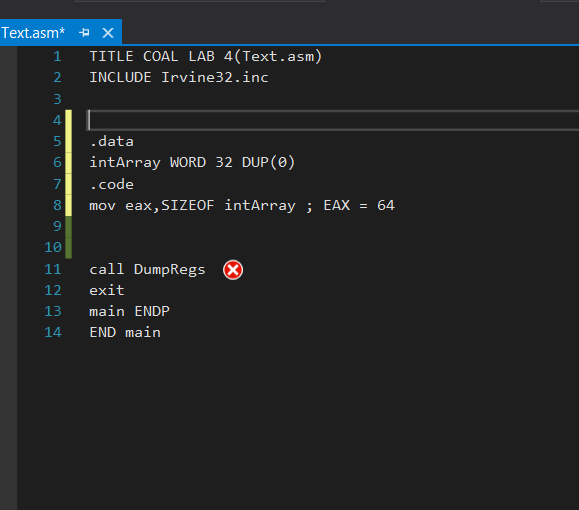 Text.asm*
1 TITLE COAL LAB 4(Text.asm)
2 INCLUDE Irvine32.inc
3
4
5 .data
6 intArray WORD 32 DUP(0)
7 .code
8 mov eax,SIZEOF intArray ; EAX = 64
9
10
11 call DumpRegs
12 exit
13 main ENDP
14 END main